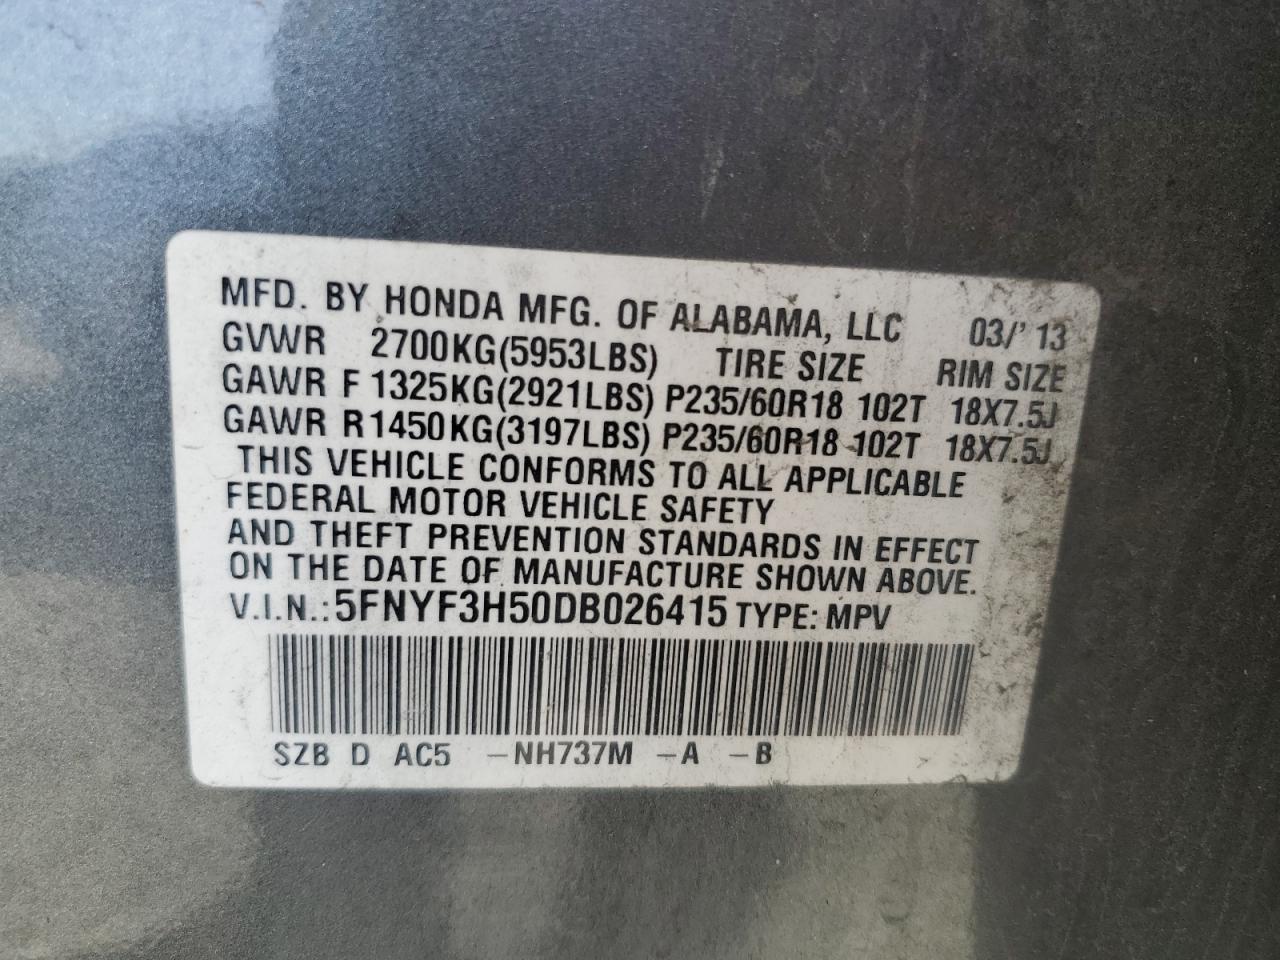 MFD. BY HONDA MFG. OF ALABAMA, LLC 03/' 13
GVWR 2700KG(5953LBS) TIRE SIZE RIM SIZE
GAWR F 1325KG(2921LBS) P235/60R18 102T 18X7.5J
GAWR R 1450KG(3197LBS) P235/60R18 102T 18X7.5J
THIS VEHICLE CONFORMS TO ALL APPLICABLE
FEDERAL MOTOR VEHICLE SAFETY
AND THEFT PREVENTION STANDARDS IN EFFECT
ON THE DATE OF MANUFACTURE SHOWN ABOVE.
V.I.N.: 5FNYF3H50DB026415 TYPE: MPV
SZB D AC5 -NH737M -A -B